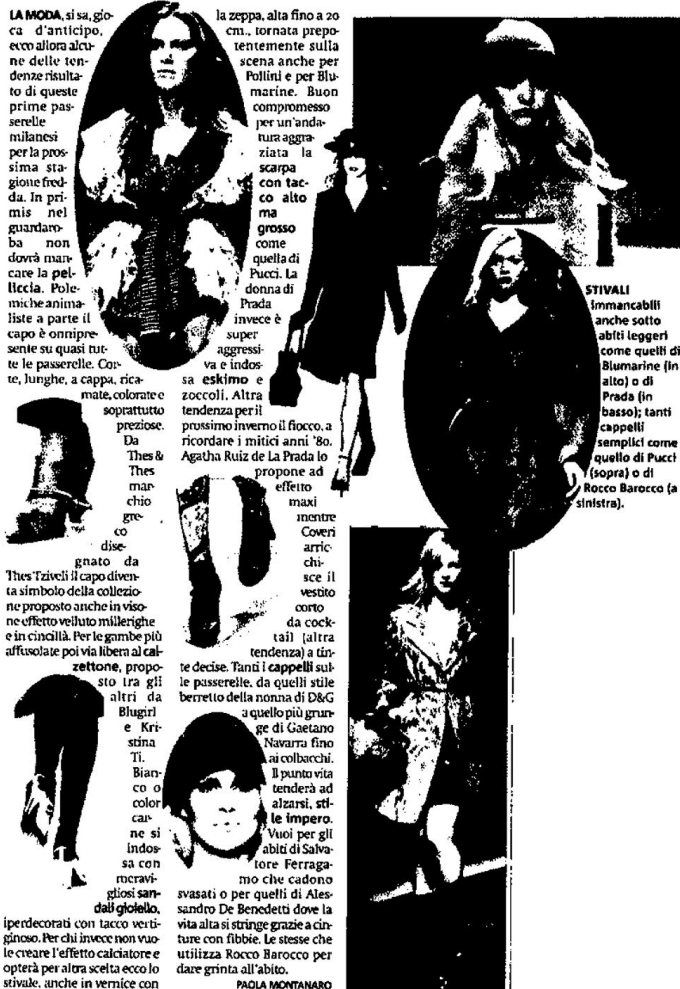 LA MODA, si sa, gio-
ca d'anticipo,
ecco allora alcu-
ne delle ten-
denze risulta-
to di queste
prime pas-
serelle
milanesi
per la pros-
sima sta-
gione fred-
da. In pri-
mis nel
guardaro-
ba non
dovrà man-
care la pel-
liccia. Pole-
miche anima-
liste a parte il
capo è onnipre-
sente su quasi tut-
te le passerelle. Cor-
te, lunghe, a cappa, rica-
mate, colorate e
soprattutto
preziose.
Da
Thes &
Thes
mar-
chio
gre-
co
dise-
gnato da
Thes Tziveli il capo diven-
ta simbolo della collezio-
ne proposto anche in viso-
ne effetto velluto millerighe
e in cincillà. Per le gambe più
affusolate poi via libera al cal-
zettone, propo-
sto tra gli
altri da
Blugirl
e Kri-
stina
Ti.
Bian-
co o
color
car-
ne si
indos-
sa con
meravi-
gliosi san-
dali gioiello,
iperdecorati con tacco verti-
ginoso. Per chi invece non vuo-
le creare l'effetto calciatore e
opterà per altra scelta ecco lo
stivale, anche in vernice con
la zeppa, alta fino a 20
cm., tornata prepo-
tentemente sulla
scena anche per
Pollini e per Blu-
marine. Buon
compromesso
per un'anda-
tura aggra-
ziata la
scarpa
con tac-
co alto
ma
grosso
come
quella di
Pucci. La
donna di
Prada
invece è
super
aggressi-
va e indos-
sa eskimo e
zoccoli. Altra
tendenza per il
prossimo inverno il fiocco, a
ricordare i mitici anni '80.
Agatha Ruiz de La Prada lo
propone ad
effetto
maxi
mentre
Coveri
arric-
chi-
sce il
vestito
corto
da cock-
tail (altra
tendenza) a tin-
te decise. Tanti i cappelli sul-
le passerelle, da quelli stile
berretto della nonna di D&G
a quello più grun-
ge di Gaetano
Navarra fino
ai colbacchi.
Il punto vita
tenderà ad
alzarsi, sti-
le impero.
Vuoi per gli
abiti di Salva-
tore Ferraga-
mo che cadono
svasati o per quelli di Ales-
sandro De Benedetti dove la
vita alta si stringe grazie a cin-
ture con fibbie. Le stesse che
utilizza Rocco Barocco per
dare grinta all'abito.
PAOLA MONTANARO
STIVALI
Immancabili
anche sotto
abiti leggeri
come quelli di
Blumarine (in
alto) o di
Prada (in
basso); tanti
cappelli
semplici come
quello di Pucci
(sopra) o di
Rocco Barocco (a
sinistra).